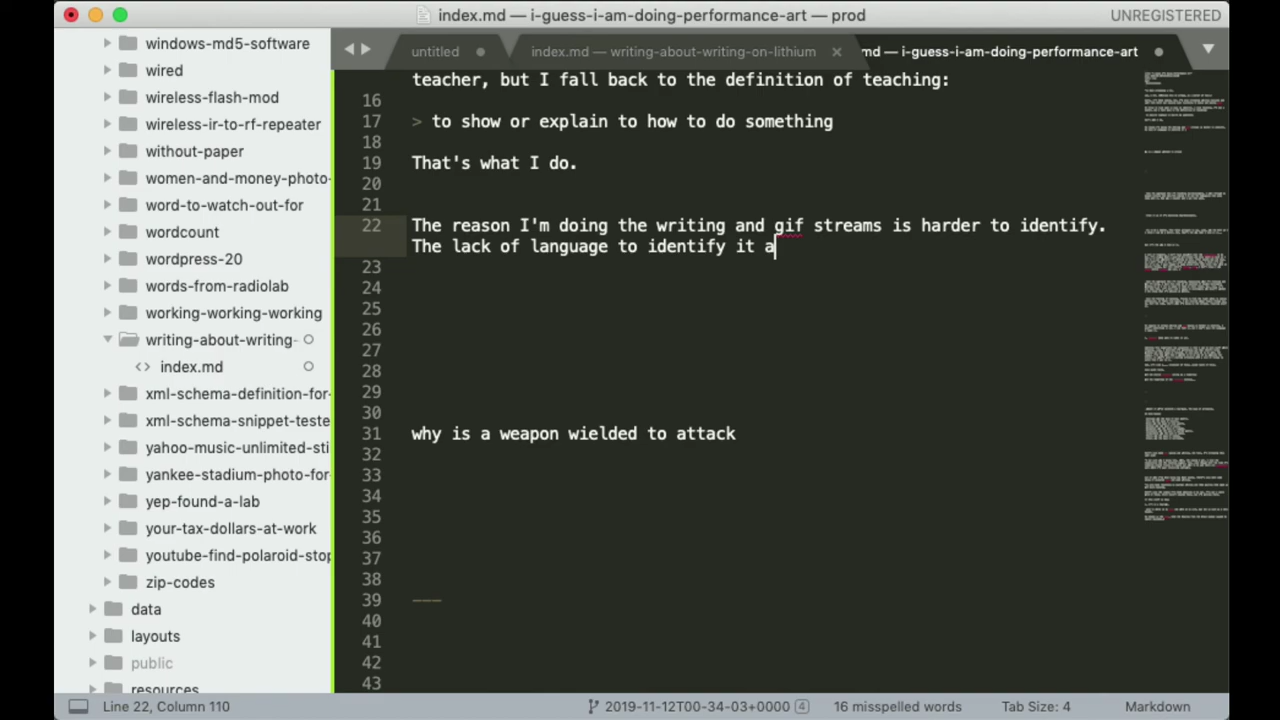 index.md — i-guess-i-am-doing-performance-art — prod
UNREGISTERED
untitled
index.md — writing-about-writing-on-lithium
md — i-guess-i-am-doing-performance-art
windows-md5-software
wired
wireless-flash-mod
wireless-ir-to-rf-repeater
without-paper
women-and-money-photo-
word-to-watch-out-for
wordcount
wordpress-20
words-from-radiolab
working-working-working
writing-about-writing-
index.md
xml-schema-definition-for-
xml-schema-snippet-teste
yahoo-music-unlimited-sti
yankee-stadium-photo-for-
yep-found-a-lab
your-tax-dollars-at-work
youtube-find-polaroid-stop
zip-codes
data
layouts
public
resources
teacher, but I fall back to the definition of teaching:
16
17 > to show or explain to how to do something
18
19 That's what I do.
20
21
22 The reason I'm doing the writing and gif streams is harder to identify.
The lack of language to identify it a
23
24
25
26
27
28
29
30
31 why is a weapon wielded to attack
32
33
34
35
36
37
38
39 ---
40
41
42
43
Line 22, Column 110
2019-11-12T00-34-03+0000 4
16 misspelled words
Tab Size: 4
Markdown